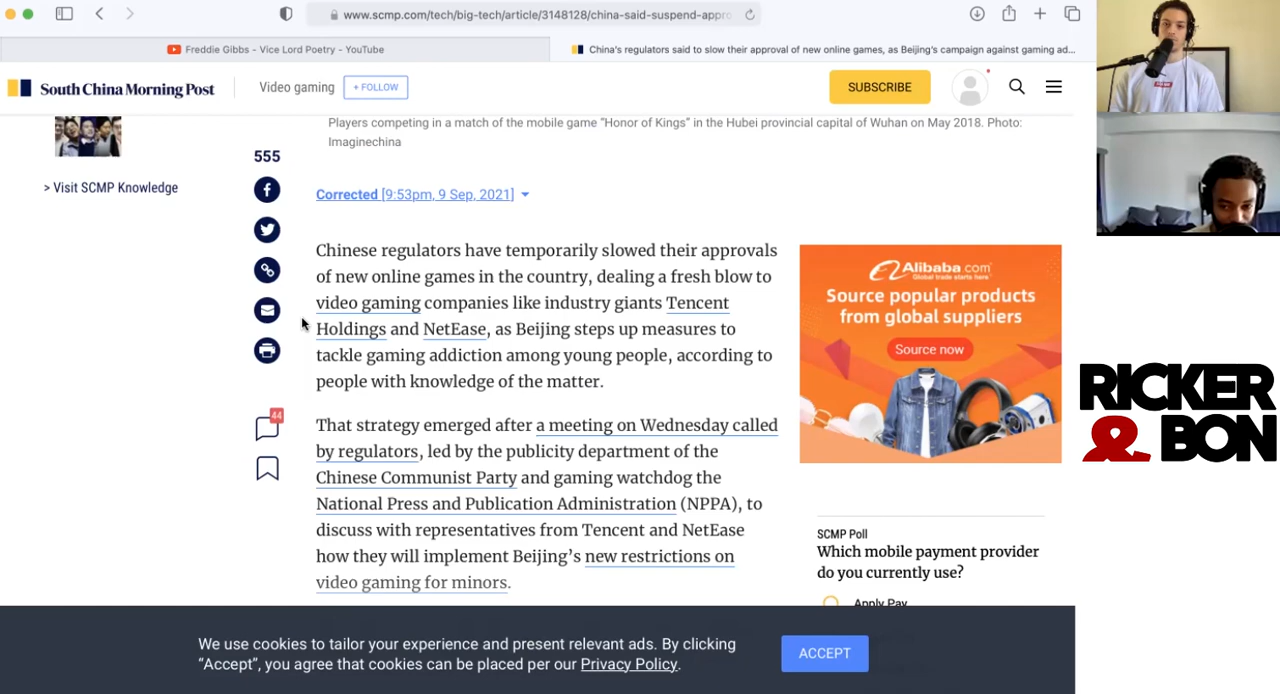 www.scmp.com/tech/big-tech/article/3148128/china-said-suspend-appro
Freddie Gibbs - Vice Lord Poetry - YouTube
China's regulators said to slow their approval of new online games, as Beijing's campaign against gaming ad...
South China Morning Post
Video gaming
+ FOLLOW
SUBSCRIBE
Players competing in a match of the mobile game “Honor of Kings” in the Hubei provincial capital of Wuhan on May 2018. Photo:
Imaginechina
> Visit SCMP Knowledge
555
Corrected [9:53pm, 9 Sep, 2021]
Chinese regulators have temporarily slowed their approvals
of new online games in the country, dealing a fresh blow to
video gaming companies like industry giants Tencent
Holdings and NetEase, as Beijing steps up measures to
tackle gaming addiction among young people, according to
people with knowledge of the matter.
44
That strategy emerged after a meeting on Wednesday called
by regulators, led by the publicity department of the
Chinese Communist Party and gaming watchdog the
National Press and Publication Administration (NPPA), to
discuss with representatives from Tencent and NetEase
how they will implement Beijing’s new restrictions on
video gaming for minors.
Alibaba.com
Global trade starts here
Source popular products
from global suppliers
Source now
SCMP Poll
Which mobile payment provider
do you currently use?
Apply Pay
RICKER
& BON
We use cookies to tailor your experience and present relevant ads. By clicking
“Accept”, you agree that cookies can be placed per our Privacy Policy.
ACCEPT